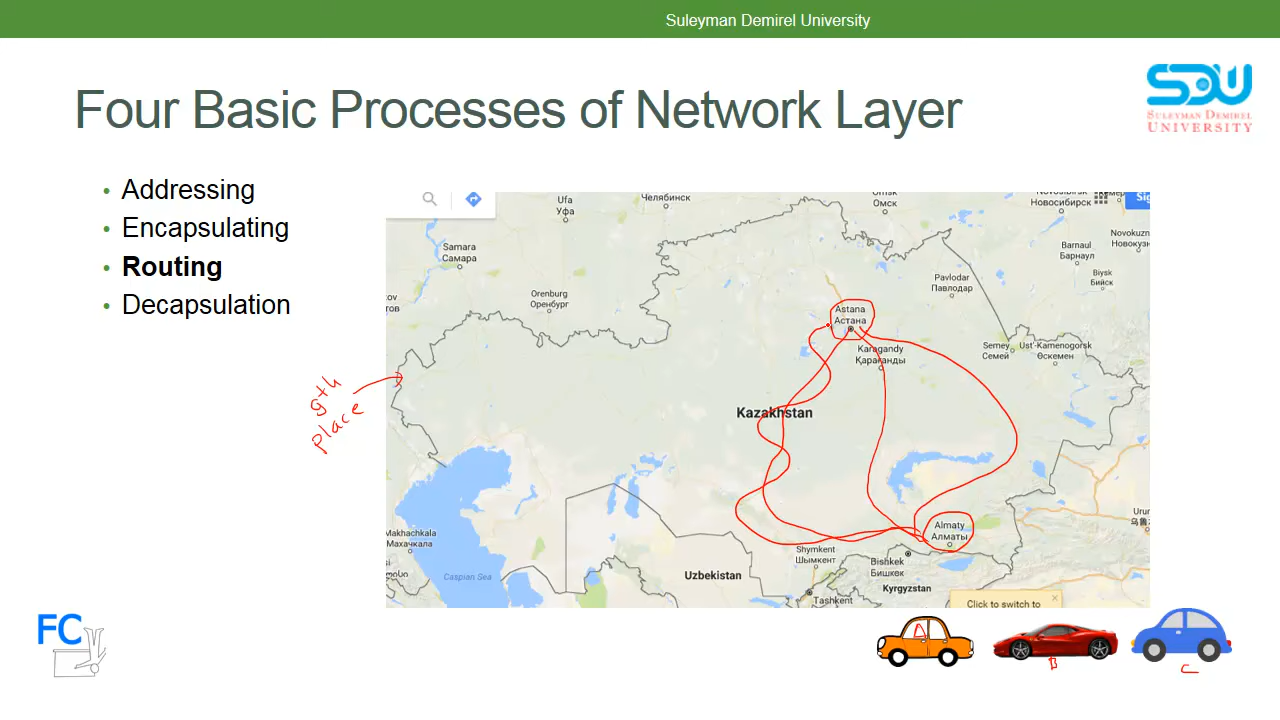 Suleyman Demirel University
Four Basic Processes of Network Layer
SDU
SULEYMAN DEMIREL
UNIVERSITY
Addressing
Encapsulating
Routing
Decapsulation
Ufa
Уфа
Челябинск
Omsk
Омск
Новосибирск
Sig
Samara
Самара
Novokuzn
Новокузн
Barnaul
Барнаул
Biysk
Бийск
Pavlodar
Павлодар
Orenburg
Оренбург
Astana
Астана
Karagandy
Қарағанды
Semey
Семей
Ust'-Kamenogorsk
Өскемен
9th
place
Kazakhstan
Almaty
Алматы
Makhachkala
Махачкала
Caspian Sea
Shymkent
Шымкент
Bishkek
Бишкек
Uzbekistan
Kyrgyzstan
Tashkent
Click to switch to
FC
A
B
C